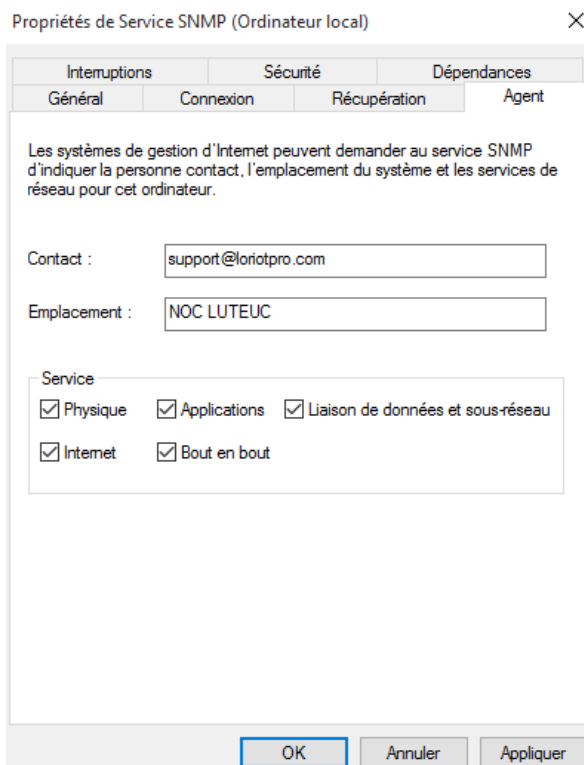 Propriétés de Service SNMP (Ordinateur local)
Interruptions Sécurité Dépendances
Général Connexion Récupération Agent
Les systèmes de gestion d'Internet peuvent demander au service SNMP
d'indiquer la personne contact, l'emplacement du système et les services de
réseau pour cet ordinateur.
Contact : support@loriotpro.com
Emplacement : NOC LUTEUC
Service
Physique Applications Liaison de données et sous-réseau
Internet Bout en bout
OK Annuler Appliquer